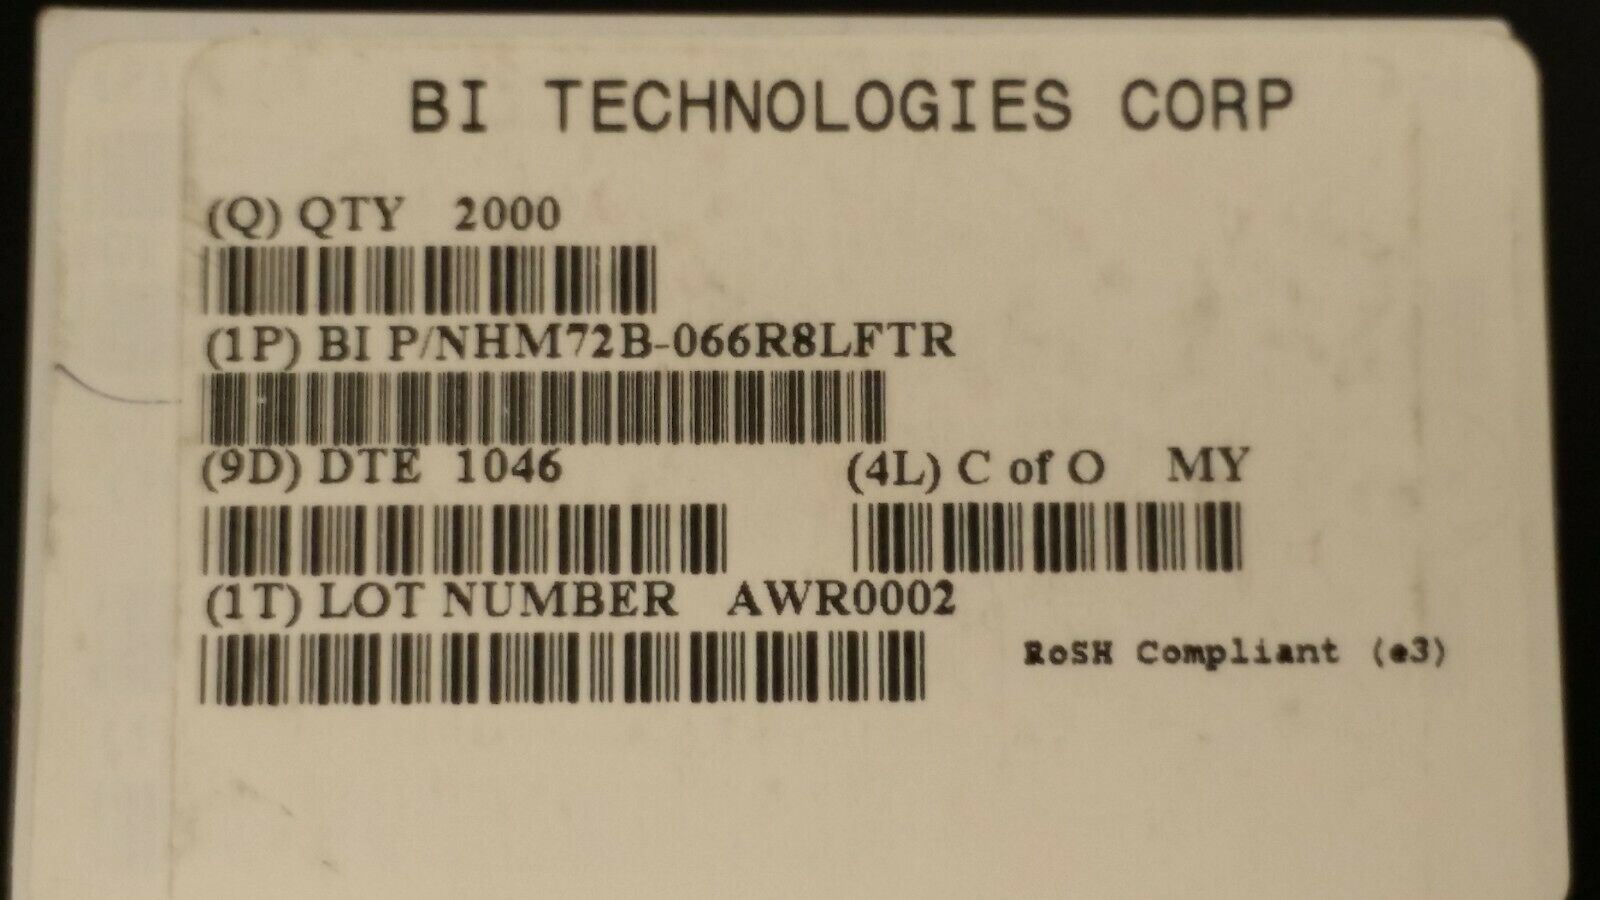 BI TECHNOLOGIES CORP
(Q) QTY 2000
(1P) BI P/NHM72B-066R8LFTR
(9D) DTE 1046 (4L) C of O MY
(1T) LOT NUMBER AWR0002
RoSH Compliant (e3)